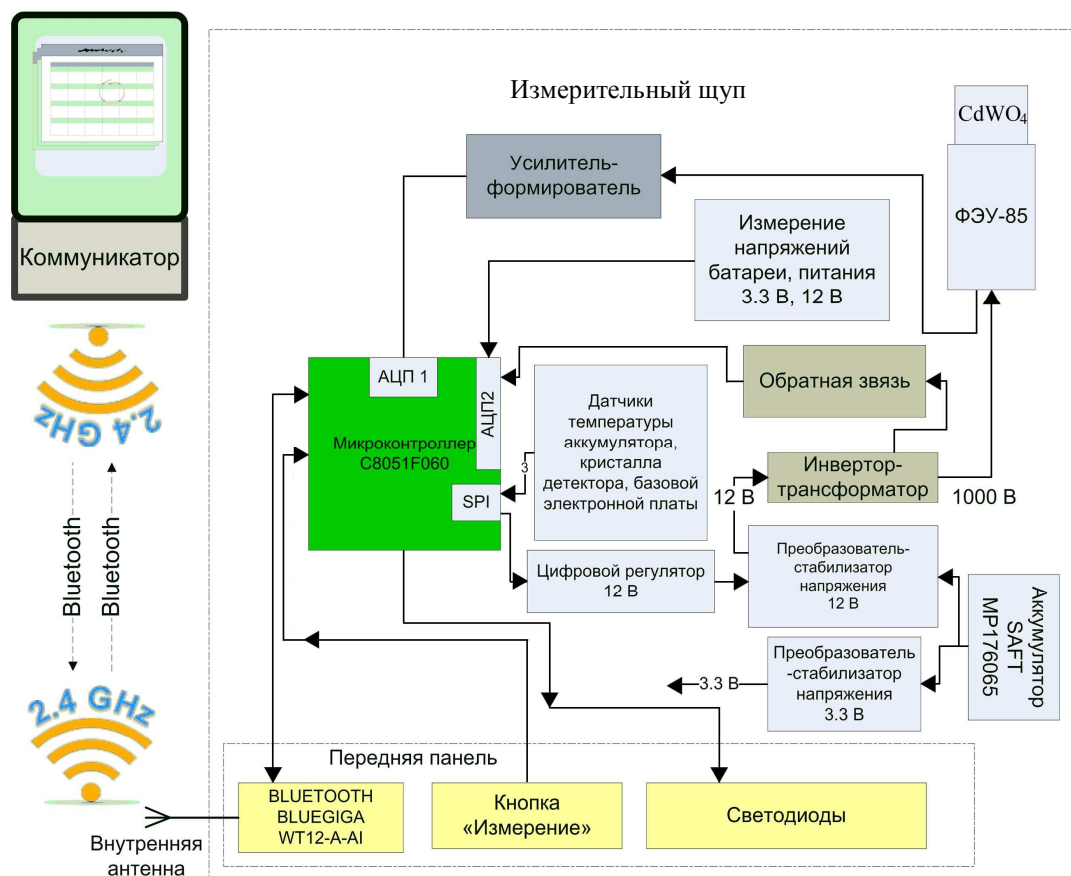 Измерительный щуп
CdWO4
ФЭУ-85
Усилитель-
формирователь
Измерение
напряжений
батареи, питания
3.3 В, 12 В
Коммуникатор
2.4 GHz
Bluetooth
Bluetooth
2.4 GHz
Внутренняя
антенна
АЦП 1
АЦП2
Микроконтроллер
C8051F060
SPI
3
Датчики
температуры
аккумулятора,
кристалла
детектора, базовой
электронной платы
Обратная звязь
Инвертор-
трансформатор
12 В
1000 В
Цифровой регулятор
12 В
Преобразователь-
стабилизатор
напряжения
12 В
Преобразователь
-стабилизатор
напряжения
3.3 В
3.3 В
Аккумулятор
SAFT
MP176065
Передняя панель
BLUETOOTH
BLUEGIGA
WT12-A-AI
Кнопка
«Измерение»
Светодиоды